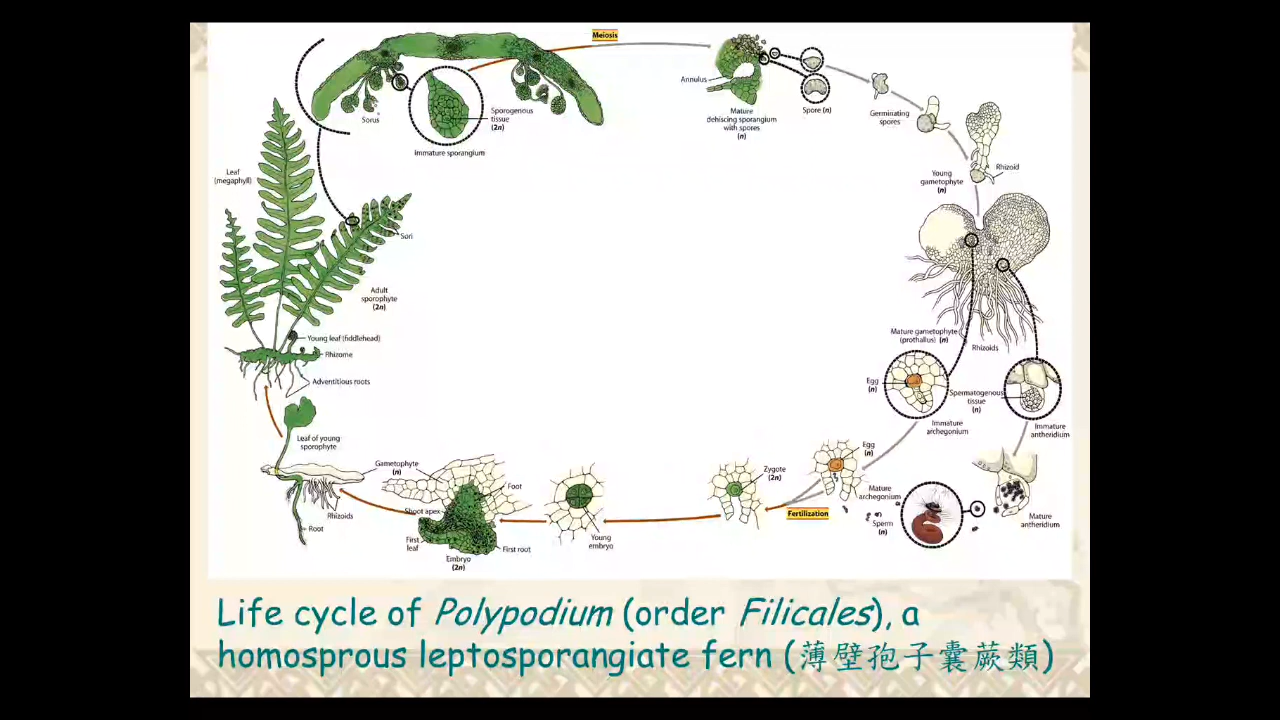 Meiosis
Annulus
Spore (n)
Mature
dehiscing sporangium
with spores
(n)
Germinating
spores
Sorus
Sporogenous
tissue
(2n)
Immature sporangium
Leaf
(megaphyll)
Young
gametophyte
(n)
Rhizoid
Sori
Adult
sporophyte
(2n)
Young leaf (fiddlehead)
Rhizome
Adventitious roots
Mature gametophyte
(prothallus) (n)
Rhizoids
Egg
(n)
Spermatogenous
tissue
(n)
Immature
archegonium
Immature
antheridium
Leaf of young
sporophyte
Gametophyte
(n)
Foot
Shoot apex
Rhizoids
Root
First
leaf
First root
Embryo
(2n)
Young
embryo
Zygote
(2n)
Egg
(n)
Mature
archegonium
Fertilization
Sperm
(n)
Mature
antheridium
Life cycle of Polypodium (order Filicales), a
homosprous leptosporangiate fern (薄壁孢子囊蕨類)